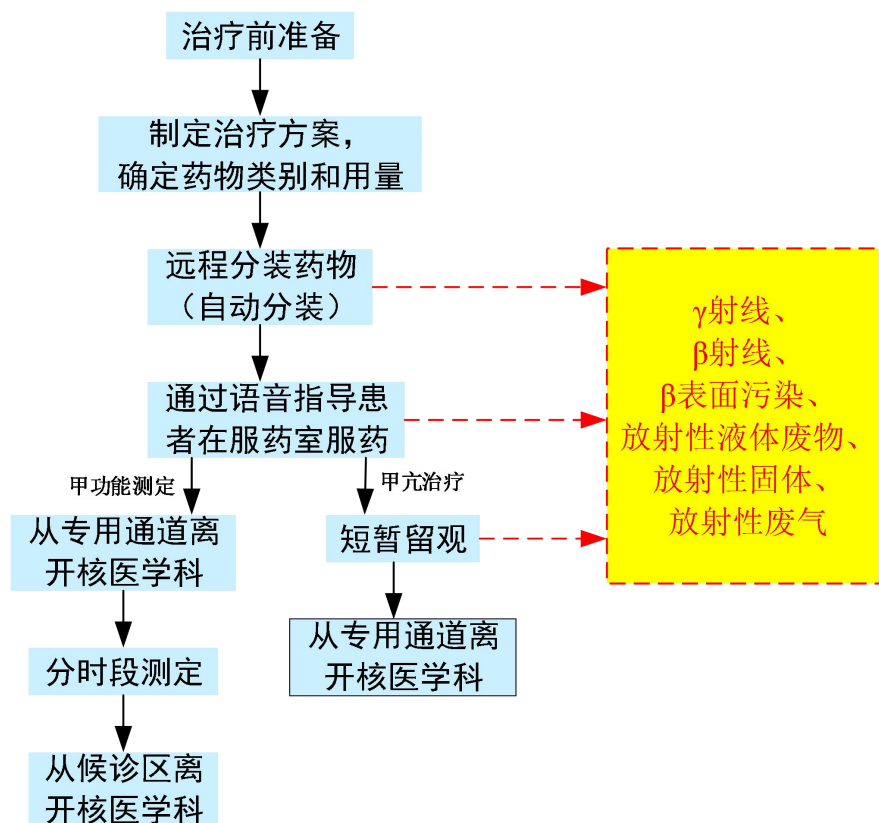 治疗前准备
制定治疗方案，
确定药物类别和用量
远程分装药物
（自动分装）
通过语音指导患
者在服药室服药
甲功能测定
甲亢治疗
从专用通道离
开核医学科
短暂留观
分时段测定
从专用通道离
开核医学科
从候诊区离
开核医学科
γ射线、
β射线、
β表面污染、
放射性液体废物、
放射性固体、
放射性废气